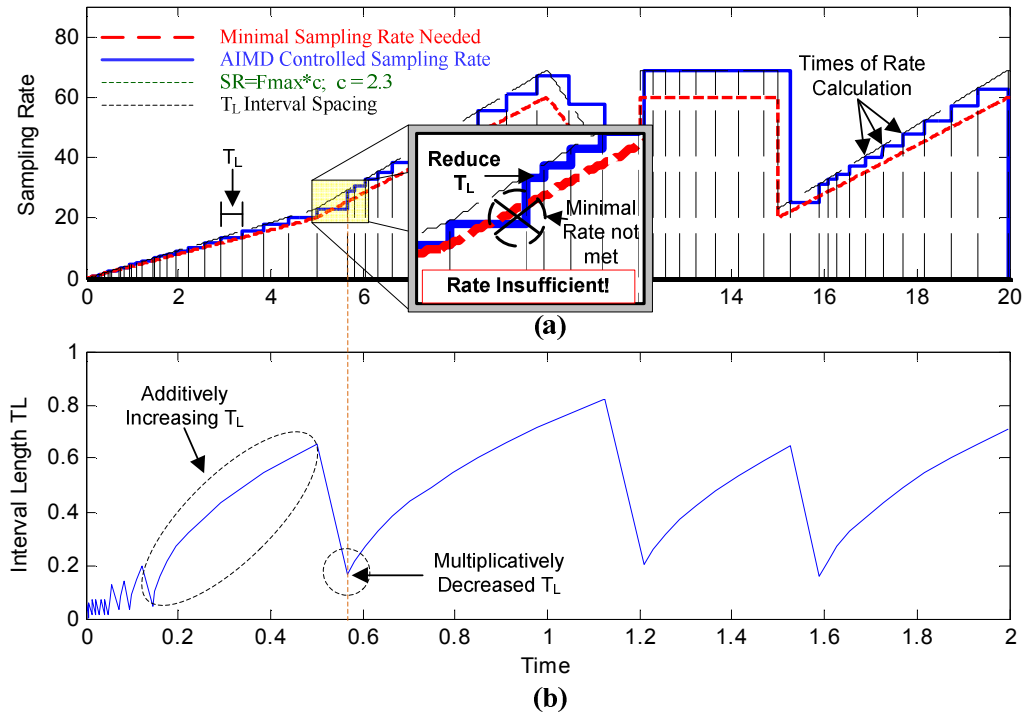 80
60
40
20
0
Sampling Rate
Minimal Sampling Rate Needed
AIMD Controlled Sampling Rate
SR=Fmax*c; c = 2.3
TL Interval Spacing
TL
Reduce
TL
Minimal
Rate not
met
Rate Insufficient!
Times of Rate
Calculation
0 2 4 6 14 16 18 20
(a)
1
0.8
0.6
0.4
0.2
0
Interval Length TL
Additively
Increasing TL
Multiplicatively
Decreased TL
0 0.2 0.4 0.6 0.8 1 1.2 1.4 1.6 1.8 2
Time
(b)